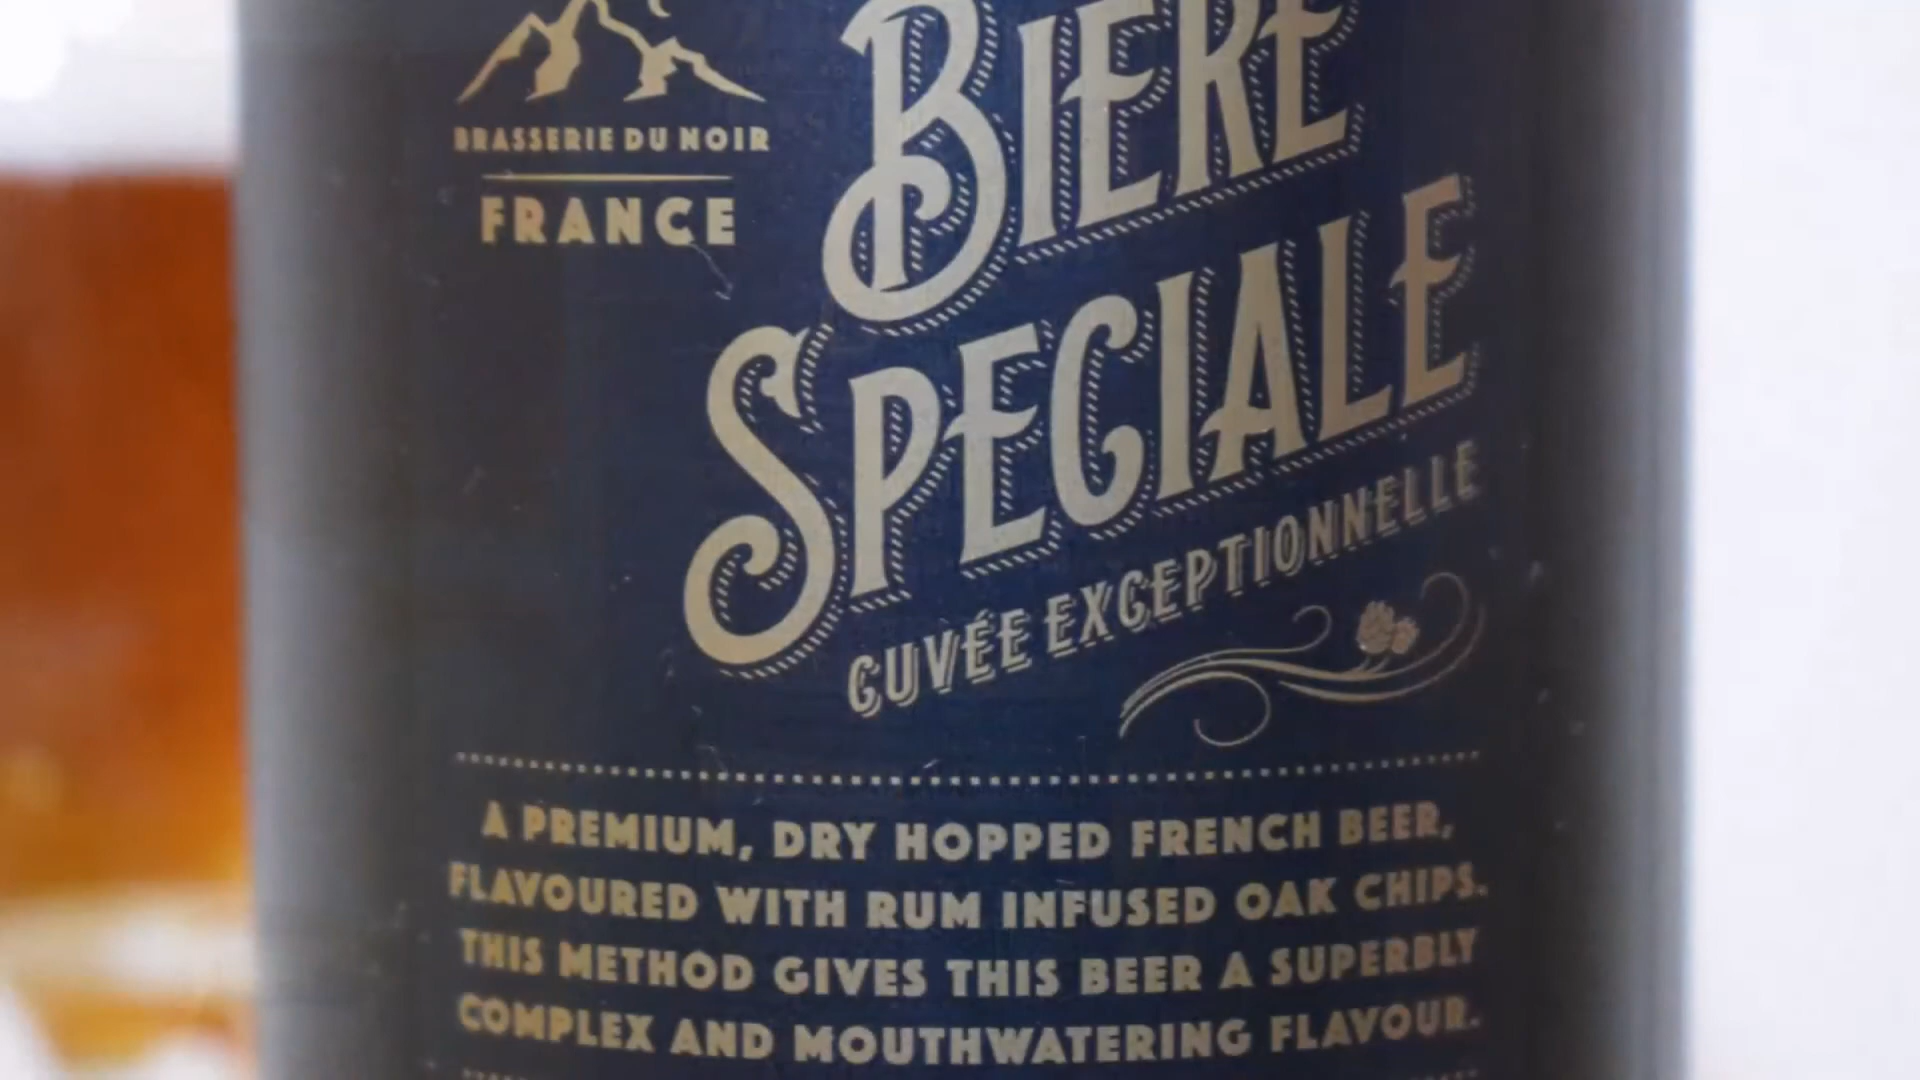 BRASSERIE DU NOIR
FRANCE
BIERE
SPECIALE
CUVÉE EXCEPTIONNELLE
A PREMIUM, DRY HOPPED FRENCH BEER,
FLAVOURED WITH RUM INFUSED OAK CHIPS.
THIS METHOD GIVES THIS BEER A SUPERBLY
COMPLEX AND MOUTHWATERING FLAVOUR.